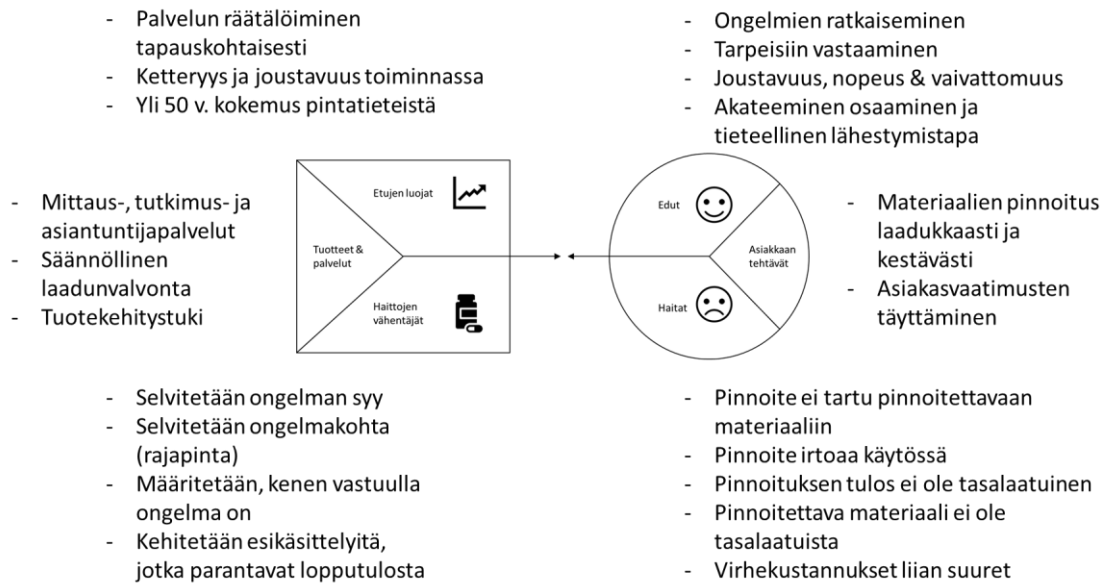 - Palvelun räätälöiminen
tapauskohtaisesti
- Ketteryys ja joustavuus toiminnassa
- Yli 50 v. kokemus pintatieteistä
- Ongelmien ratkaiseminen
- Tarpeisiin vastaaminen
- Joustavuus, nopeus & vaivattomuus
- Akateeminen osaaminen ja
tieteellinen lähestymistapa
- Mittaus-, tutkimus- ja
asiantuntijapalvelut
- Säännöllinen
laadunvalvonta
- Tuotekehitystuki
Etujen luojat
Tuotteet &
palvelut
Haittojen
vähentäjät
Edut
Asiakkaan
tehtävät
Haitat
- Materiaalien pinnoitus
laadukkaasti ja
kestävästi
- Asiakasvaatimusten
täyttäminen
- Selvitetään ongelman syy
- Selvitetään ongelmakohta
(rajapinta)
- Määritetään, kenen vastuulla
ongelma on
- Kehitetään esikäsittelyitä,
jotka parantavat lopputulosta
- Pinnoite ei tartu pinnoitettavaan
materiaaliin
- Pinnoite irtoaa käytössä
- Pinnoituksen tulos ei ole tasalaatuinen
- Pinnoitettava materiaali ei ole
tasalaatuista
- Virhekustannukset liian suuret